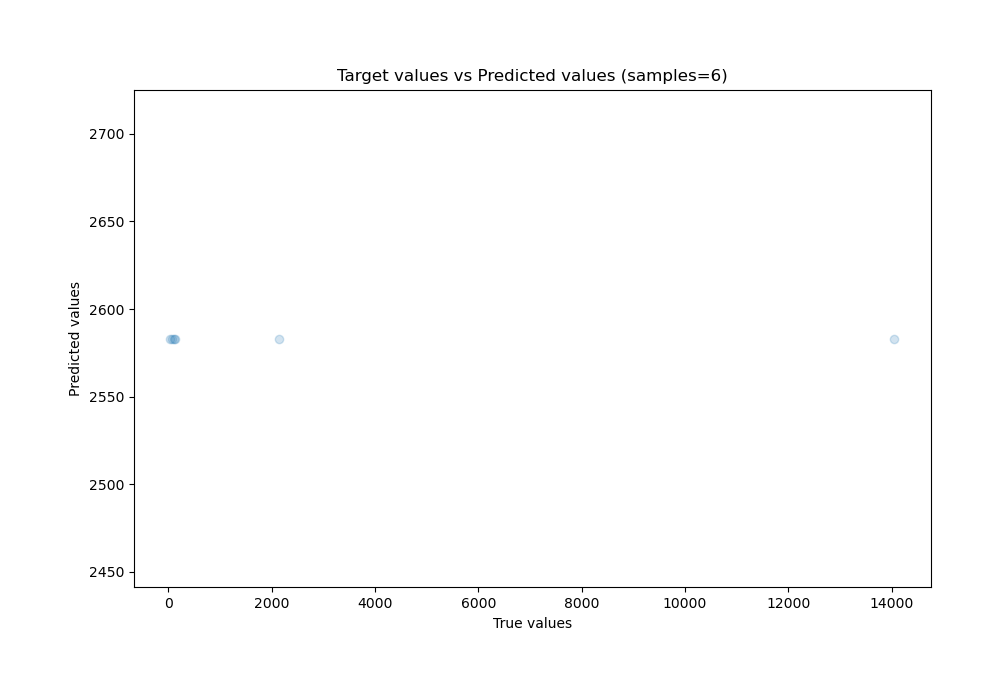 Target values vs Predicted values (samples=6)
2700
2650
2600
2550
2500
2450
Predicted values
0 2000 4000 6000 8000 10000 12000 14000
True values